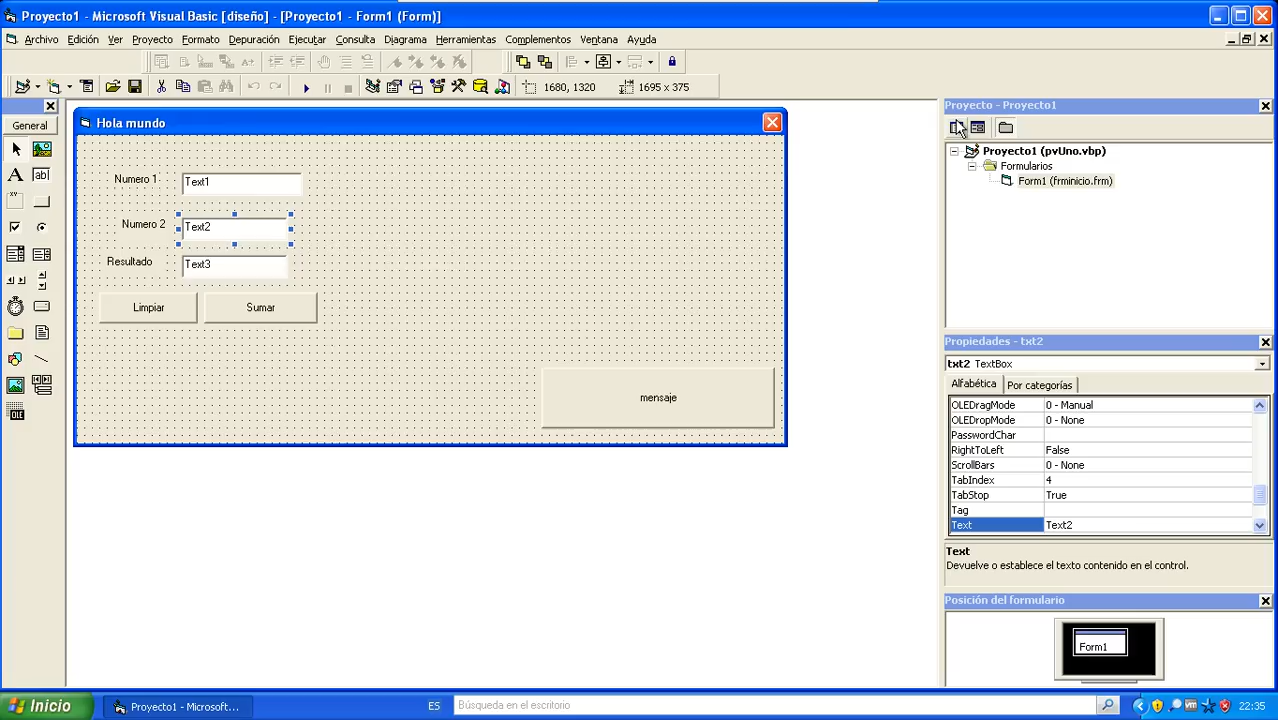 Proyecto1 - Microsoft Visual Basic [diseño] - [Proyecto1 - Form1 (Form)]
Archivo Edición Ver Proyecto Formato Depuración Ejecutar Consulta Diagrama Herramientas Complementos Ventana Ayuda
1680, 1320 1695 x 375
General
A
ab
OLE
Hola mundo
Numero 1 Text1
Numero 2 Text2
Resultado Text3
Limpiar Sumar
mensaje
Proyecto - Proyecto1
Proyecto1 (pvUno.vbp)
Formularios
Form1 (frminicio.frm)
Propiedades - txt2
txt2 TextBox
Alfabética Por categorías
OLEDragMode 0 - Manual
OLEDropMode 0 - None
PasswordChar
RightToLeft False
ScrollBars 0 - None
TabIndex 4
TabStop True
Tag
Text Text2
Text
Devuelve o establece el texto contenido en el control.
Posición del formulario
Form1
Inicio Proyecto1 - Microsoft... ES Búsqueda en el escritorio 22:35